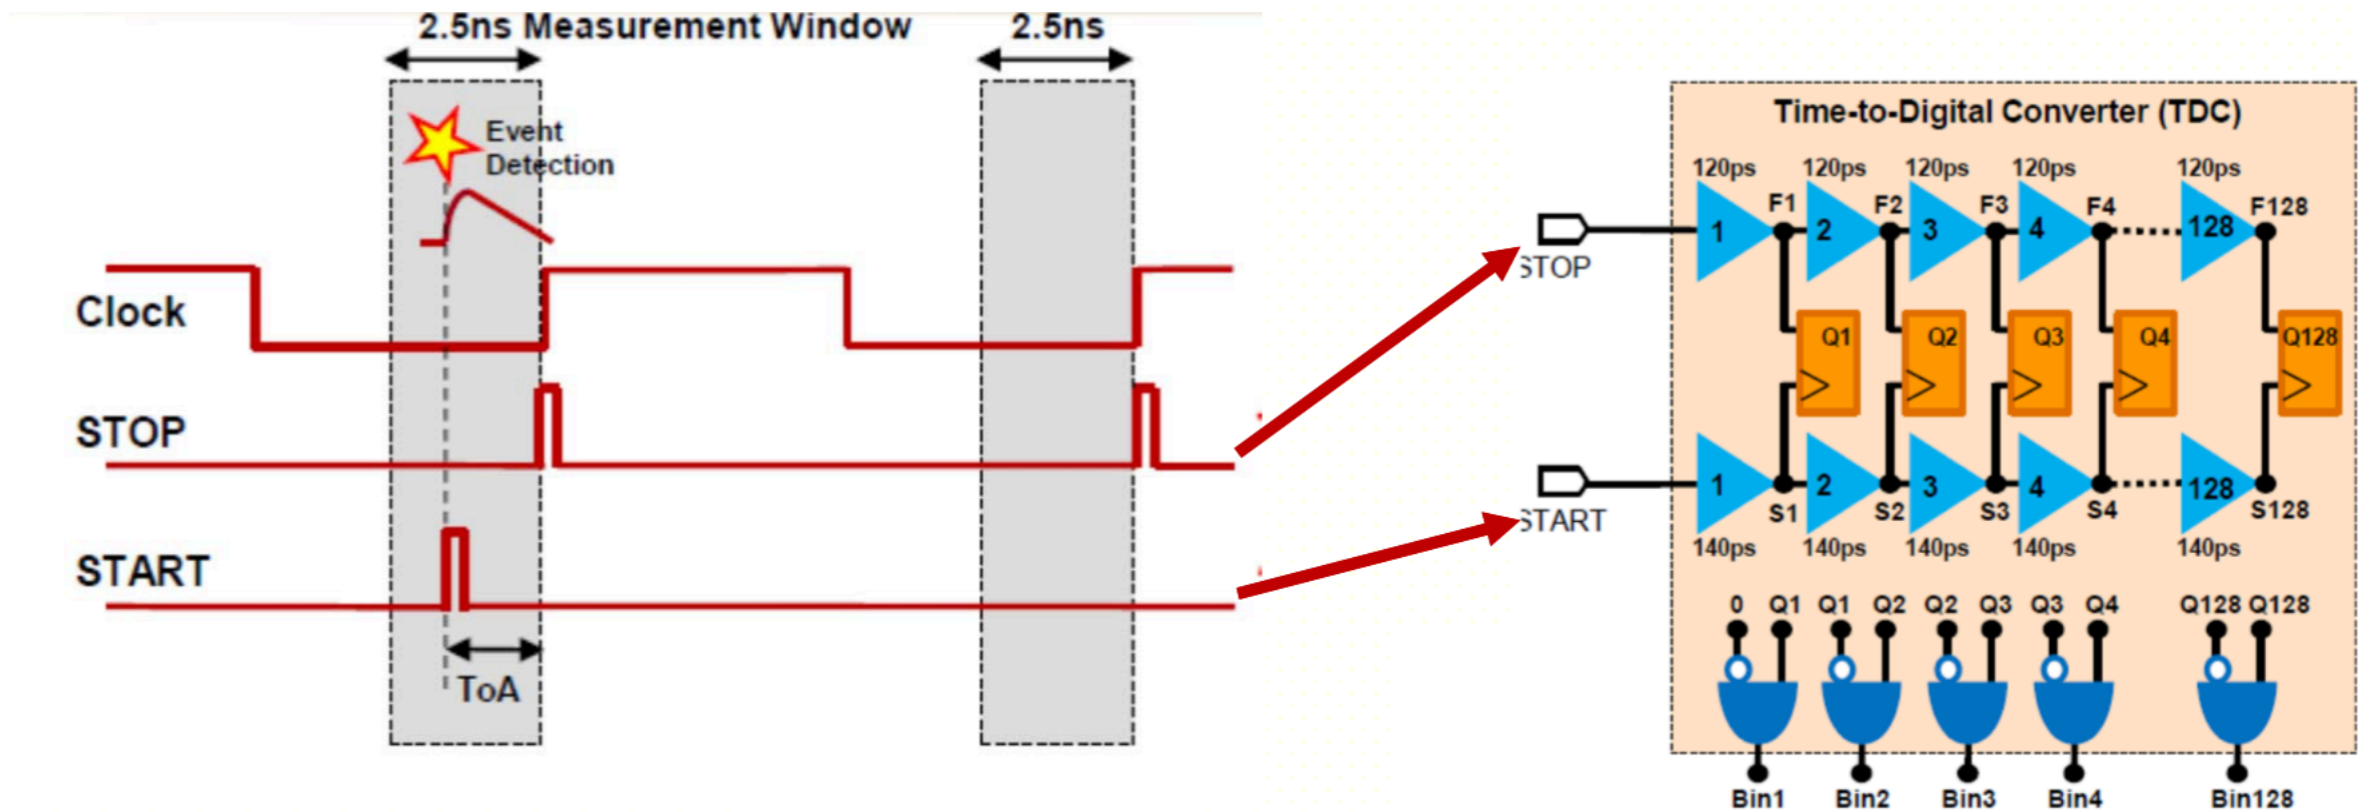 2.5ns Measurement Window
2.5ns
Event
Detection
Clock
STOP
START
ToA
Time-to-Digital Converter (TDC)
120ps 120ps 120ps 120ps 120ps
F1 F2 F3 F4 F128
1 2 3 4 128
STOP
Q1 Q2 Q3 Q4 Q128
1 2 3 4 128
START
S1 S2 S3 S4 S128
140ps 140ps 140ps 140ps 140ps
0 Q1 Q1 Q2 Q2 Q3 Q3 Q4 Q128 Q128
Bin1 Bin2 Bin3 Bin4 Bin128